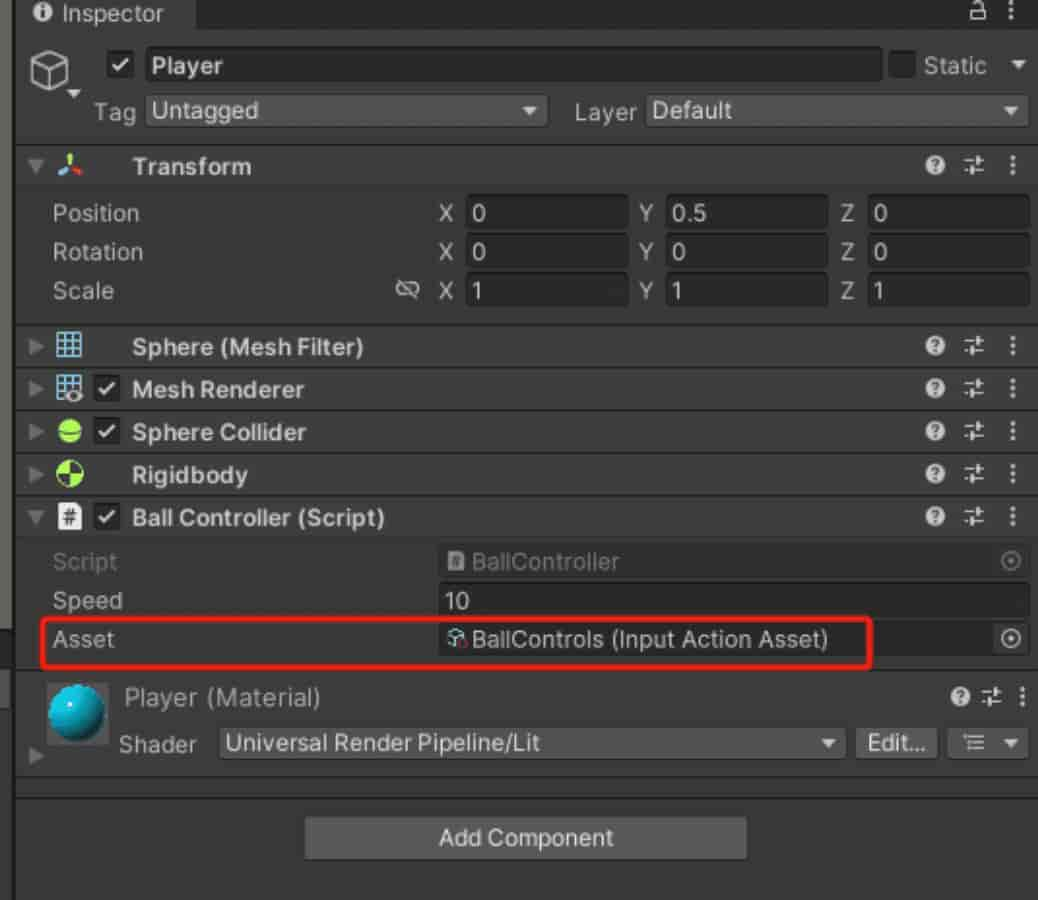 Inspector
Player Static
Tag Untagged Layer Default
Transform
Position X 0 Y 0.5 Z 0
Rotation X 0 Y 0 Z 0
Scale X 1 Y 1 Z 1
Sphere (Mesh Filter)
Mesh Renderer
Sphere Collider
Rigidbody
# Ball Controller (Script)
Script # BallController
Speed 10
Asset BallControls (Input Action Asset)
Player (Material)
Shader Universal Render Pipeline/Lit Edit...
Add Component